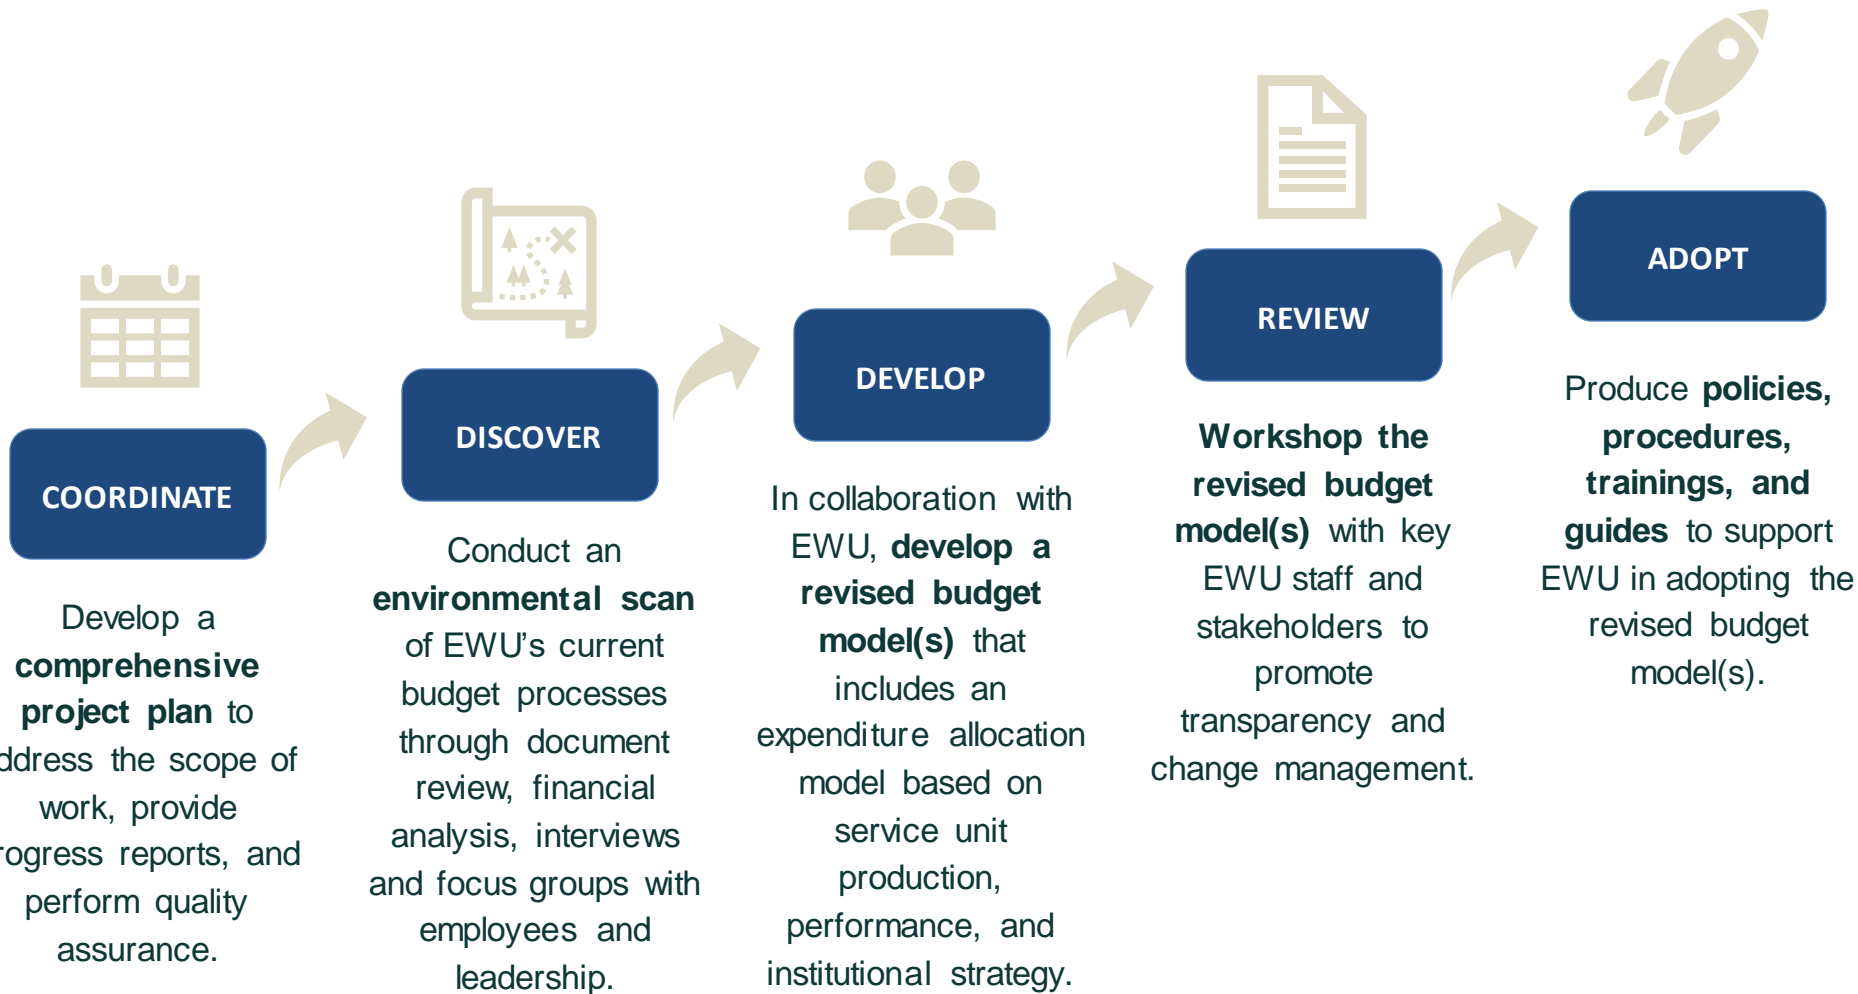 COORDINATE
Develop a
comprehensive
project plan to
ddress the scope of
work, provide
rogress reports, and
perform quality
assurance.
DISCOVER
Conduct an
environmental scan
of EWU's current
budget processes
through document
review, financial
analysis, interviews
and focus groups with
employees and
leadership.
DEVELOP
In collaboration with
EWU, develop a
revised budget
model(s) that
includes an
expenditure allocation
model based on
service unit
production,
performance, and
institutional strategy.
REVIEW
Workshop the
revised budget
model(s) with key
EWU staff and
stakeholders to
promote
transparency and
change management.
ADOPT
Produce policies,
procedures,
trainings, and
guides to support
EWU in adopting the
revised budget
model(s).